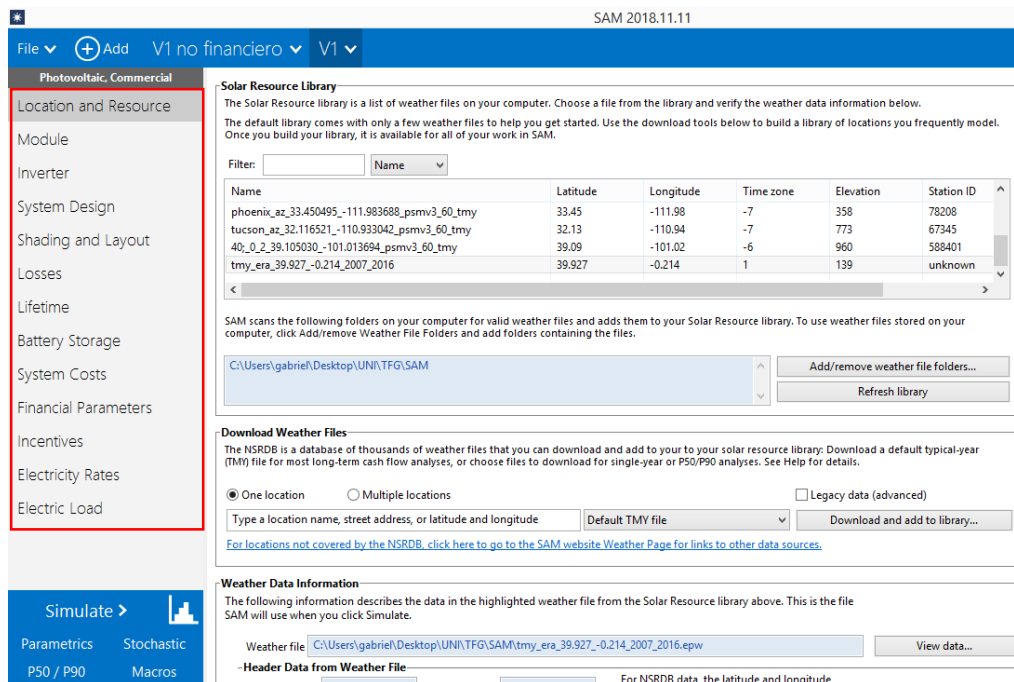 SAM 2018.11.11
File Add V1 no financiero V1
Photovoltaic, Commercial
Location and Resource
Module
Inverter
System Design
Shading and Layout
Losses
Lifetime
Battery Storage
System Costs
Financial Parameters
Incentives
Electricity Rates
Electric Load
Simulate >
Parametrics Stochastic
P50 / P90 Macros
Solar Resource Library
The Solar Resource library is a list of weather files on your computer. Choose a file from the library and verify the weather data information below.
The default library comes with only a few weather files to help you get started. Use the download tools below to build a library of locations you frequently model.
Once you build your library, it is available for all of your work in SAM.
Filter: Name
Name Latitude Longitude Time zone Elevation Station ID
phoenix_az_33.450495_-111.983688_psmv3_60_tmy 33.45 -111.98 -7 358 78208
tucson_az_32.116521_-110.933042_psmv3_60_tmy 32.13 -110.94 -7 773 67345
40;_0_2_39.105030_-101.013694_psmv3_60_tmy 39.09 -101.02 -6 960 588401
tmy_era_39.927_-0.214_2007_2016 39.927 -0.214 1 139 unknown
SAM scans the following folders on your computer for valid weather files and adds them to your Solar Resource library. To use weather files stored on your
computer, click Add/remove Weather File Folders and add folders containing the files.
C:\Users\gabriel\Desktop\UNI\TFG\SAM
Add/remove weather file folders...
Refresh library
Download Weather Files
The NSRDB is a database of thousands of weather files that you can download and add to your to your solar resource library: Download a default typical-year
(TMY) file for most long-term cash flow analyses, or choose files to download for single-year or P50/P90 analyses. See Help for details.
One location Multiple locations Legacy data (advanced)
Type a location name, street address, or latitude and longitude Default TMY file Download and add to library...
For locations not covered by the NSRDB, click here to go to the SAM website Weather Page for links to other data sources.
Weather Data Information
The following information describes the data in the highlighted weather file from the Solar Resource library above. This is the file
SAM will use when you click Simulate.
Weather file C:\Users\gabriel\Desktop\UNI\TFG\SAM\tmy_era_39.927_-0.214_2007_2016.epw View data...
Header Data from Weather File
For NSRDB data, the latitude and longitude